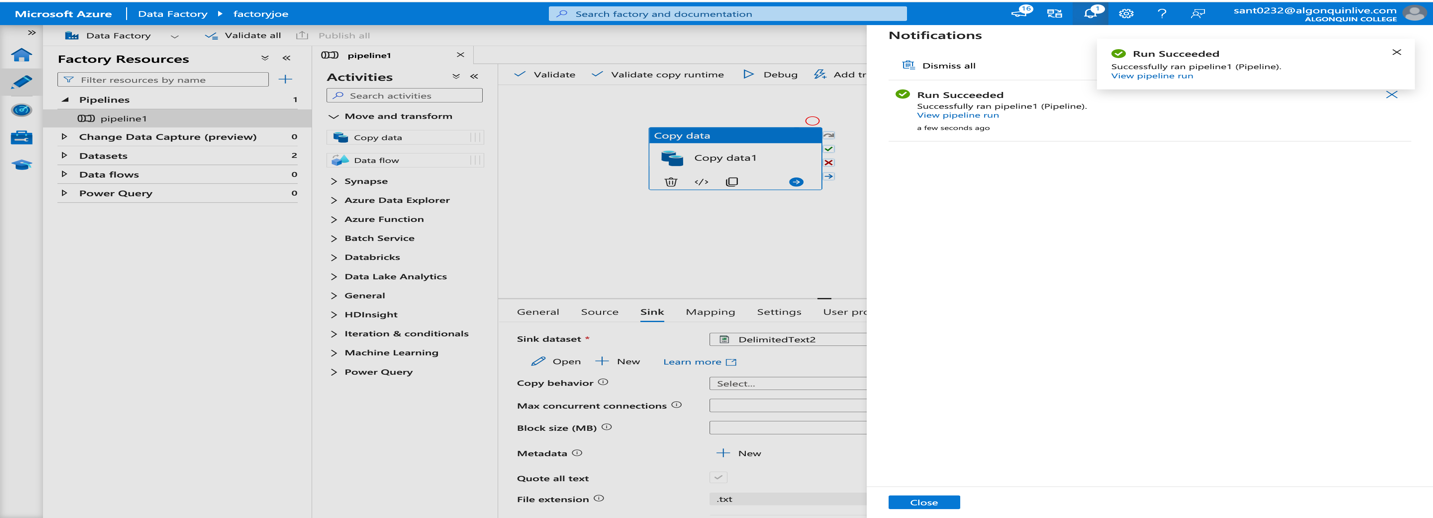 Microsoft Azure | Data Factory ▸ factoryjoe
Search factory and documentation
16
1
sant0232@algonquinlive.com
ALGONQUIN COLLEGE
Data Factory
Validate all
Publish all
Factory Resources
Filter resources by name
Pipelines 1
pipeline1
Change Data Capture (preview) 0
Datasets 2
Data flows 0
Power Query 0
pipeline1
Activities
Search activities
Move and transform
Copy data
Data flow
Synapse
Azure Data Explorer
Azure Function
Batch Service
Databricks
Data Lake Analytics
General
HDInsight
Iteration & conditionals
Machine Learning
Power Query
Validate
Validate copy runtime
Debug
Add tr
Copy data
Copy data1
General
Source
Sink
Mapping
Settings
User pro
Sink dataset *
DelimitedText2
Open
New
Learn more
Copy behavior
Select...
Max concurrent connections
Block size (MB)
Metadata
New
Quote all text
File extension
.txt
Notifications
Dismiss all
Run Succeeded
Successfully ran pipeline1 (Pipeline).
View pipeline run
a few seconds ago
Run Succeeded
Successfully ran pipeline1 (Pipeline).
View pipeline run
Close